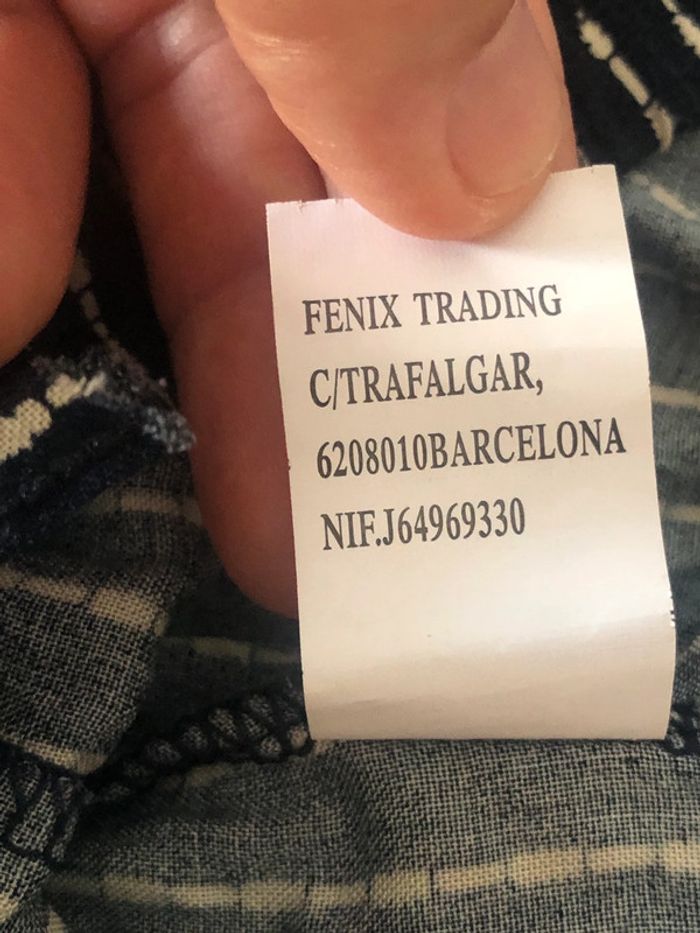 FENIX TRADING
C/TRAFALGAR,
6208010BARCELONA
NIF.J64969330